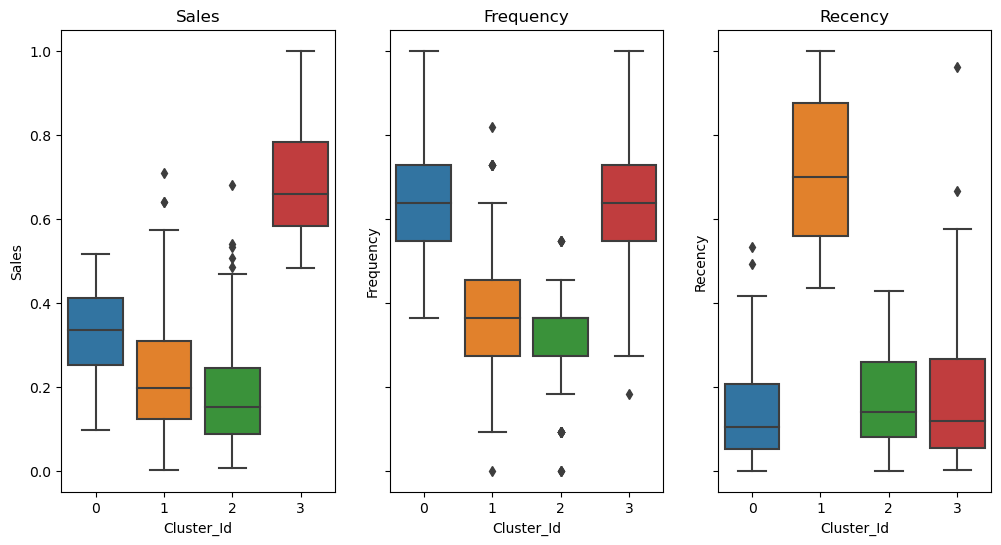 Sales
Frequency
Recency
Sales
1.0
0.8
0.6
0.4
0.2
0.0
0 1 2 3
Cluster_Id
Frequency
0 1 2 3
Cluster_Id
Recency
0 1 2 3
Cluster_Id